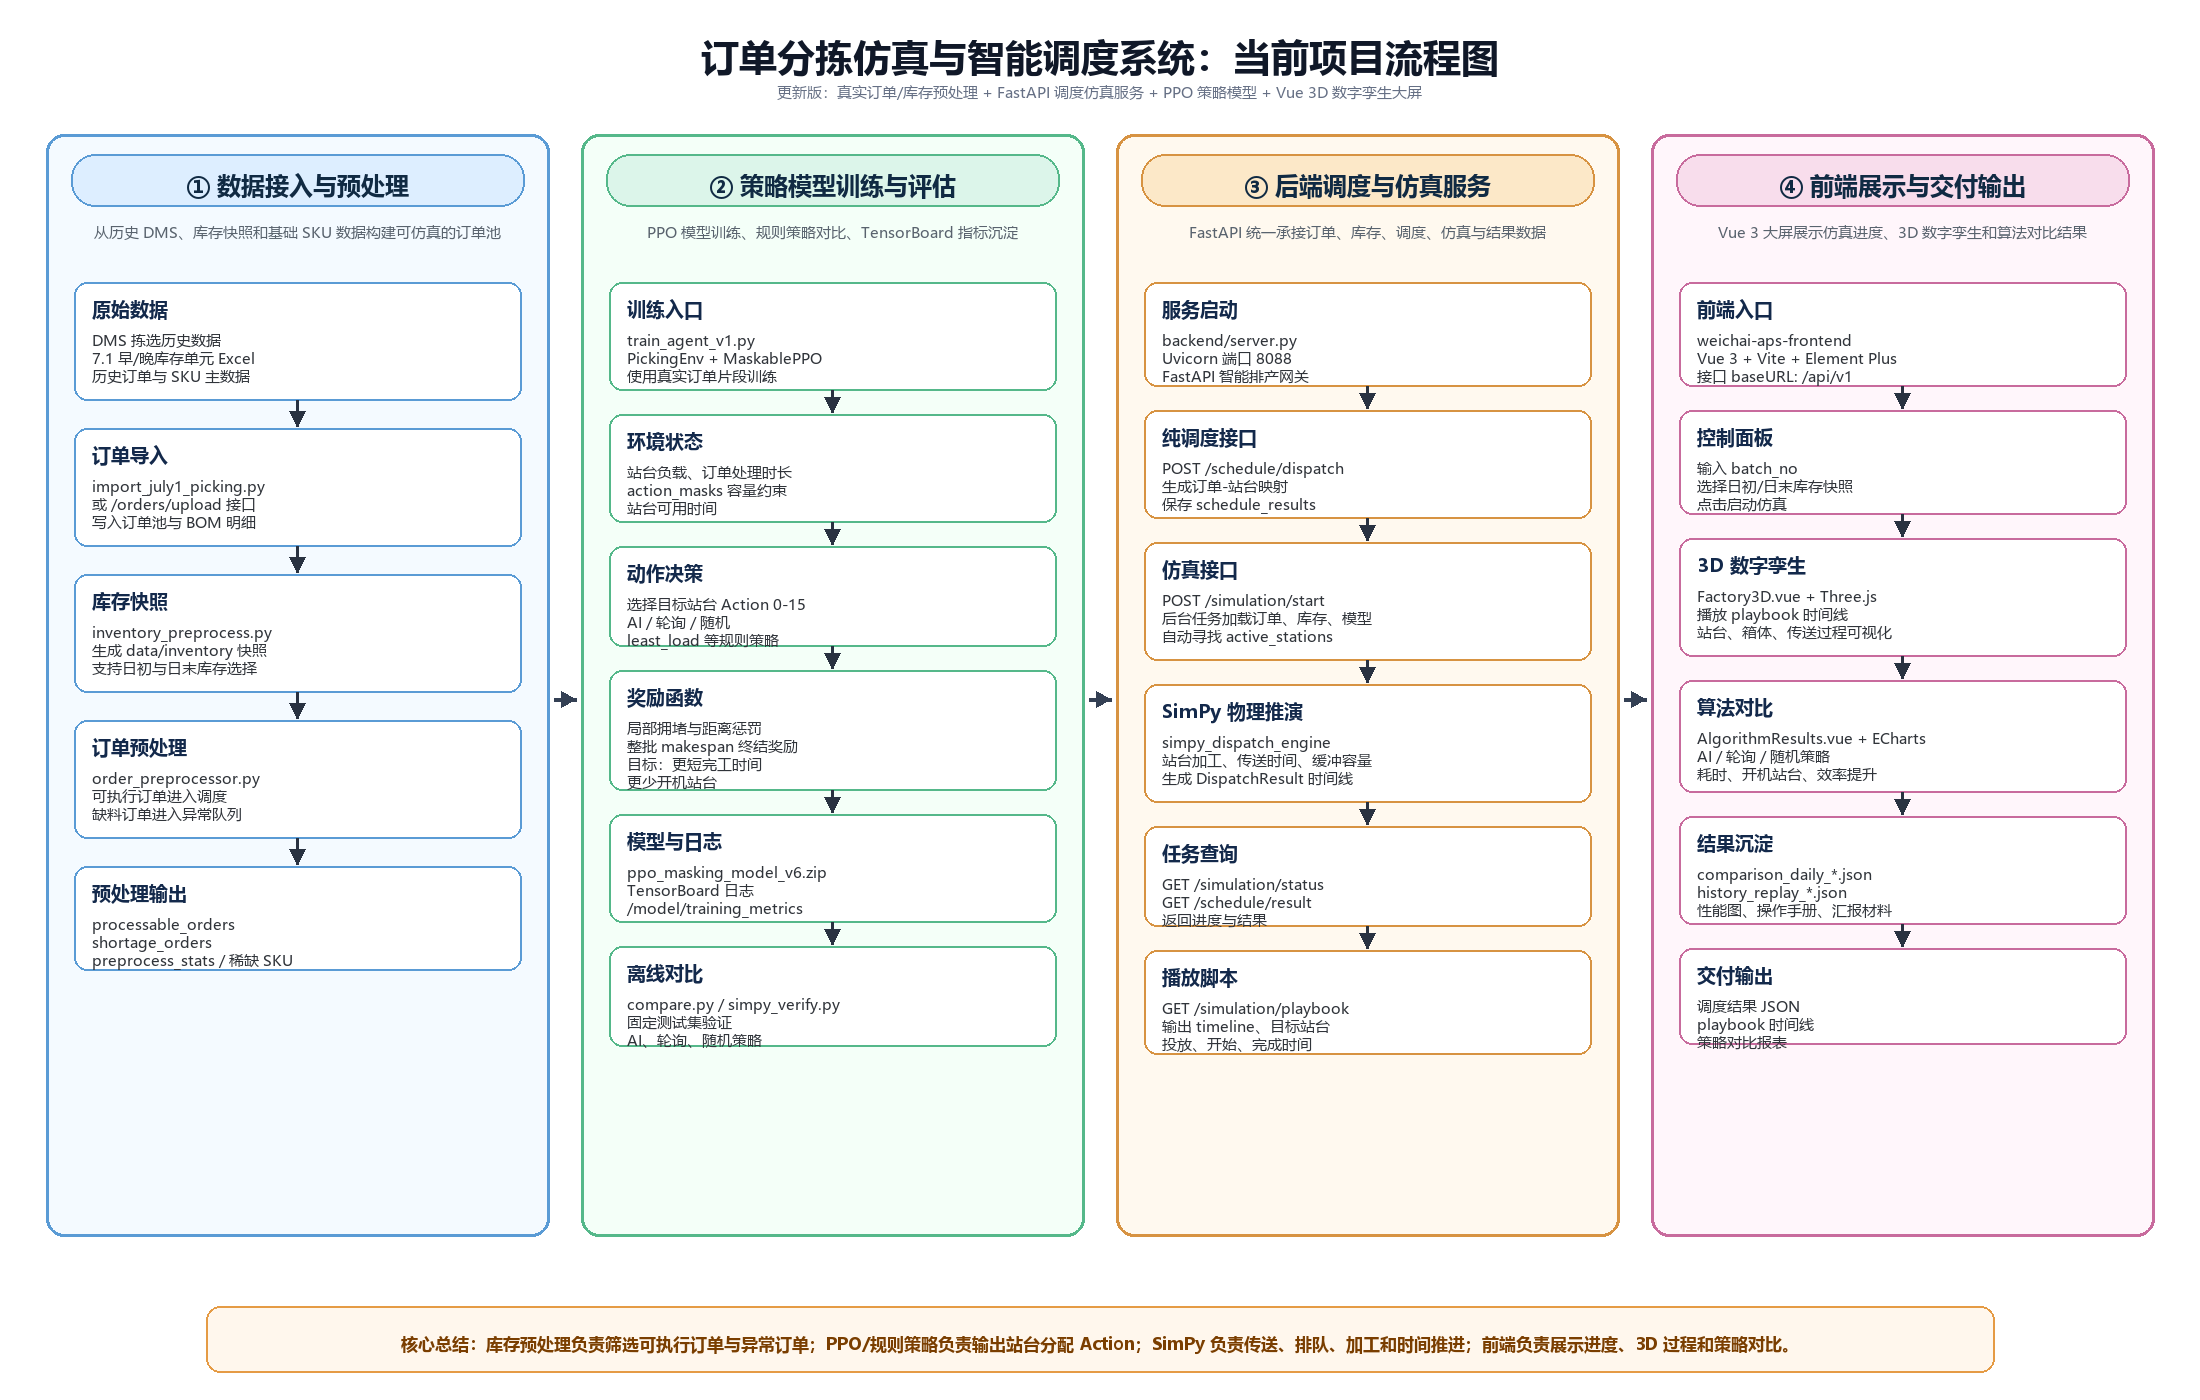 订单分拣仿真与智能调度系统：当前项目流程图
更新版：真实订单/库存预处理 + FastAPI 调度仿真服务 + PPO 策略模型 + Vue 3D 数字孪生大屏
① 数据接入与预处理
从历史 DMS、库存快照和基础 SKU 数据构建可仿真的订单池
原始数据
DMS 拣选历史数据
7.1 早/晚库存单元 Excel
历史订单与 SKU 主数据
订单导入
import_july1_picking.py
或 /orders/upload 接口
写入订单池与 BOM 明细
库存快照
inventory_preprocess.py
生成 data/inventory 快照
支持日初与日末库存选择
订单预处理
order_preprocessor.py
可执行订单进入调度
缺料订单进入异常队列
预处理输出
processable_orders
shortage_orders
preprocess_stats / 稀缺 SKU
② 策略模型训练与评估
PPO 模型训练、规则策略对比、TensorBoard 指标沉淀
训练入口
train_agent_v1.py
PickingEnv + MaskablePPO
使用真实订单片段训练
环境状态
站台负载、订单处理时长
action_masks 容量约束
站台可用时间
动作决策
选择目标站台 Action 0-15
AI / 轮询 / 随机
least_load 等规则策略
奖励函数
局部拥堵与距离惩罚
整批 makespan 终结奖励
目标：更短完工时间
更少开机站台
模型与日志
ppo_masking_model_v6.zip
TensorBoard 日志
/model/training_metrics
离线对比
compare.py / simpy_verify.py
固定测试集验证
AI、轮询、随机策略
③ 后端调度与仿真服务
FastAPI 统一承接订单、库存、调度、仿真与结果数据
服务启动
backend/server.py
Uvicorn 端口 8088
FastAPI 智能排产网关
纯调度接口
POST /schedule/dispatch
生成订单-站台映射
保存 schedule_results
仿真接口
POST /simulation/start
后台任务加载订单、库存、模型
自动寻找 active_stations
SimPy 物理推演
simpy_dispatch_engine
站台加工、传送时间、缓冲容量
生成 DispatchResult 时间线
任务查询
GET /simulation/status
GET /schedule/result
返回进度与结果
播放脚本
GET /simulation/playbook
输出 timeline、目标站台
投放、开始、完成时间
④ 前端展示与交付输出
Vue 3 大屏展示仿真进度、3D 数字孪生和算法对比结果
前端入口
weichai-aps-frontend
Vue 3 + Vite + Element Plus
接口 baseURL: /api/v1
控制面板
输入 batch_no
选择日初/日末库存快照
点击启动仿真
3D 数字孪生
Factory3D.vue + Three.js
播放 playbook 时间线
站台、箱体、传送过程可视化
算法对比
AlgorithmResults.vue + ECharts
AI / 轮询 / 随机策略
耗时、开机站台、效率提升
结果沉淀
comparison_daily_*.json
history_replay_*.json
性能图、操作手册、汇报材料
交付输出
调度结果 JSON
playbook 时间线
策略对比报表
核心总结：库存预处理负责筛选可执行订单与异常订单；PPO/规则策略负责输出站台分配 Action；SimPy 负责传送、排队、加工和时间推进；前端负责展示进度、3D 过程和策略对比。